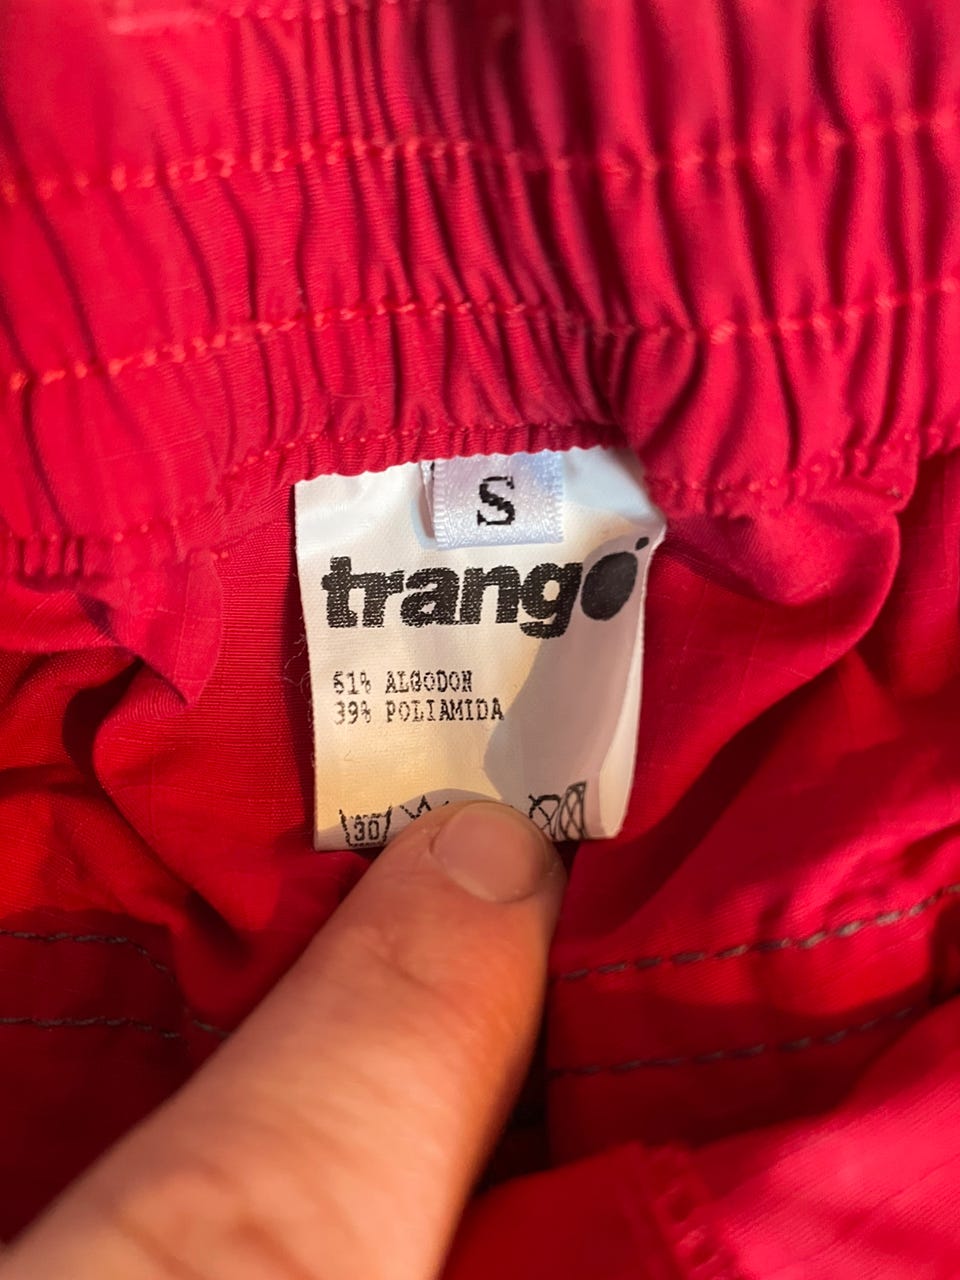 S
trango
61% ALGODON
39% POLIAMIDA
30